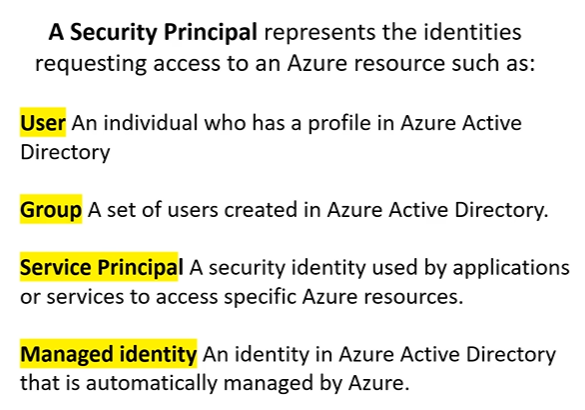 A Security Principal represents the identities
requesting access to an Azure resource such as:
User An individual who has a profile in Azure Active
Directory
Group A set of users created in Azure Active Directory.
Service Principal A security identity used by applications
or services to access specific Azure resources.
Managed identity An identity in Azure Active Directory
that is automatically managed by Azure.